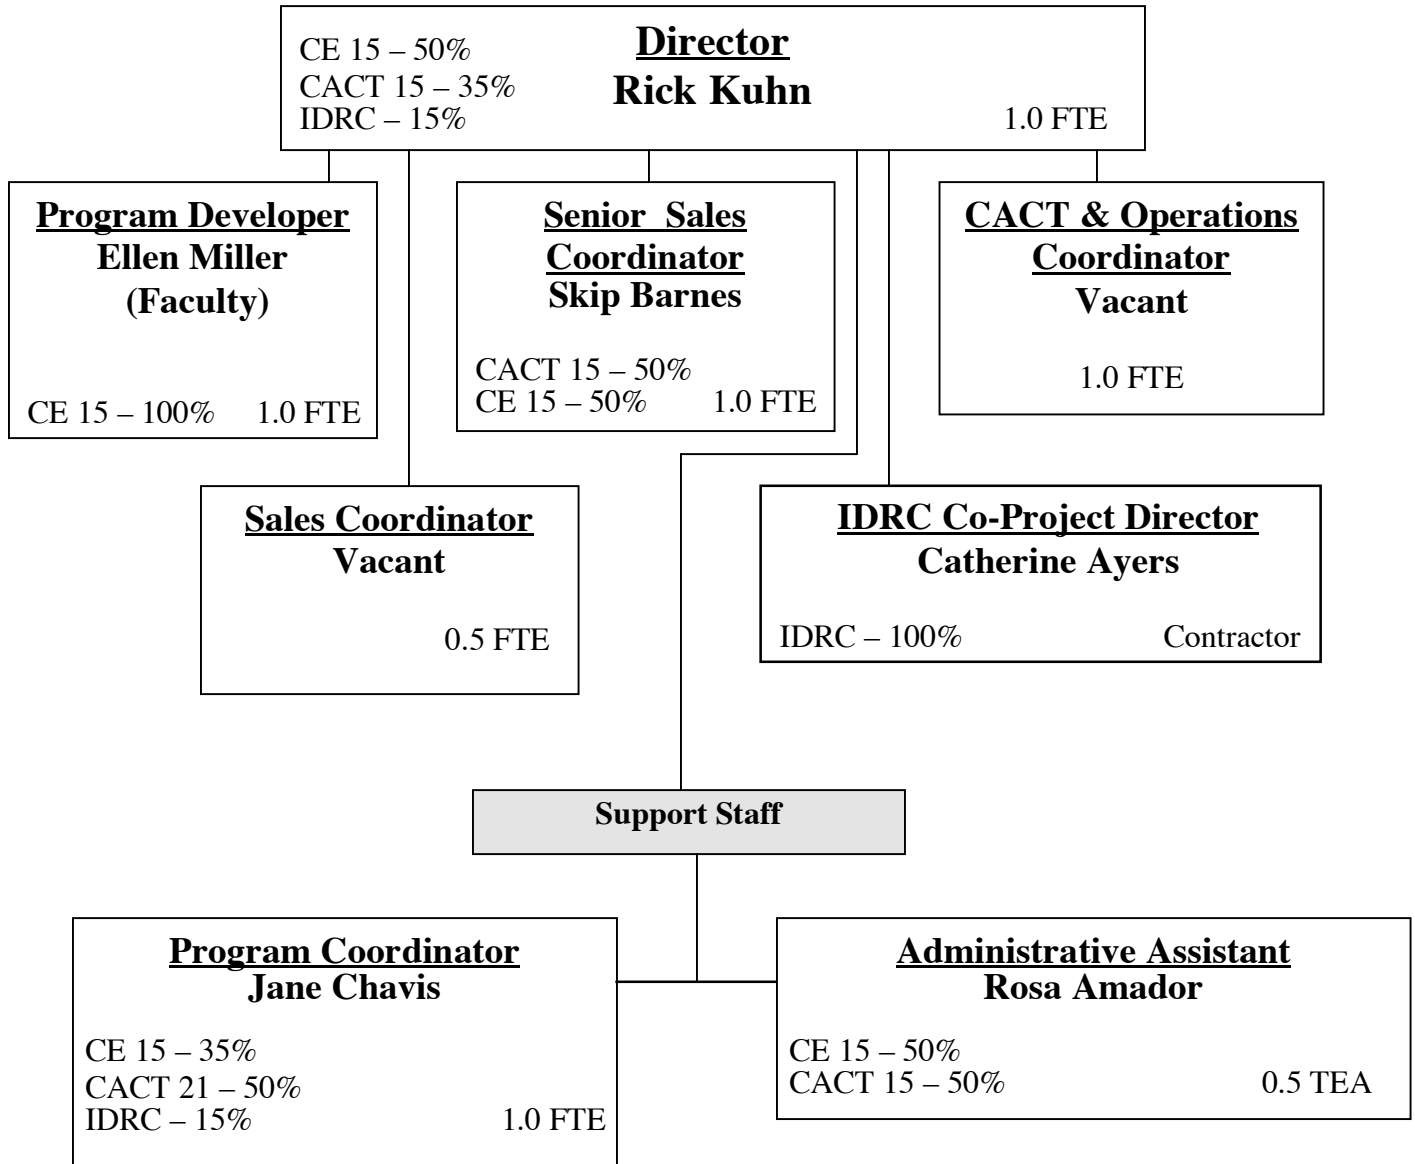 Director
Rick Kuhn
CE 15 – 50%
CACT 15 – 35%
IDRC – 15%
1.0 FTE
Program Developer
Ellen Miller
(Faculty)
CE 15 – 100% 1.0 FTE
Senior Sales
Coordinator
Skip Barnes
CACT 15 – 50%
CE 15 – 50% 1.0 FTE
CACT & Operations
Coordinator
Vacant
1.0 FTE
Sales Coordinator
Vacant
0.5 FTE
IDRC Co-Project Director
Catherine Ayers
IDRC – 100% Contractor
Support Staff
Program Coordinator
Jane Chavis
CE 15 – 35%
CACT 21 – 50%
IDRC – 15% 1.0 FTE
Administrative Assistant
Rosa Amador
CE 15 – 50%
CACT 15 – 50% 0.5 TEA